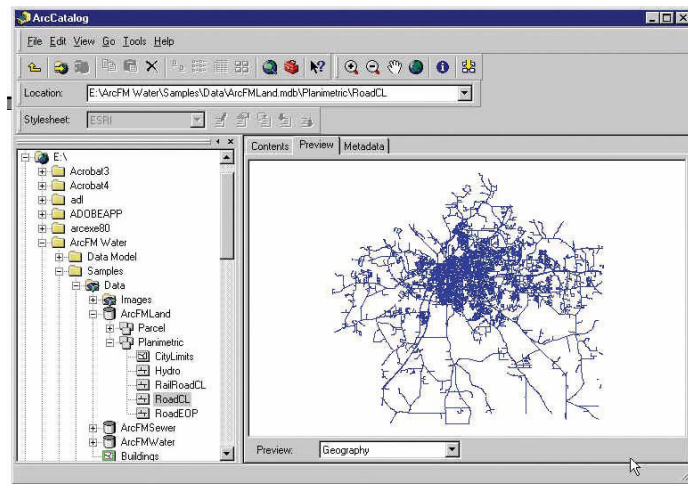 ArcCatalog
File Edit View Go Tools Help
Location: E:\ArcFM Water\Samples\Data\ArcFMLand.mdb\Planimetric\RoadCL
Stylesheet: ESRI
Contents Preview Metadata
E:\
Acrobat3
Acrobat4
adl
ADOBEAPP
arcexe80
ArcFM Water
Data Model
Samples
Data
Images
ArcFMLand
Parcel
Planimetric
CityLimits
Hydro
RailRoadCL
RoadCL
RoadEOP
ArcFMSewer
ArcFMWater
Buildings
Preview: Geography